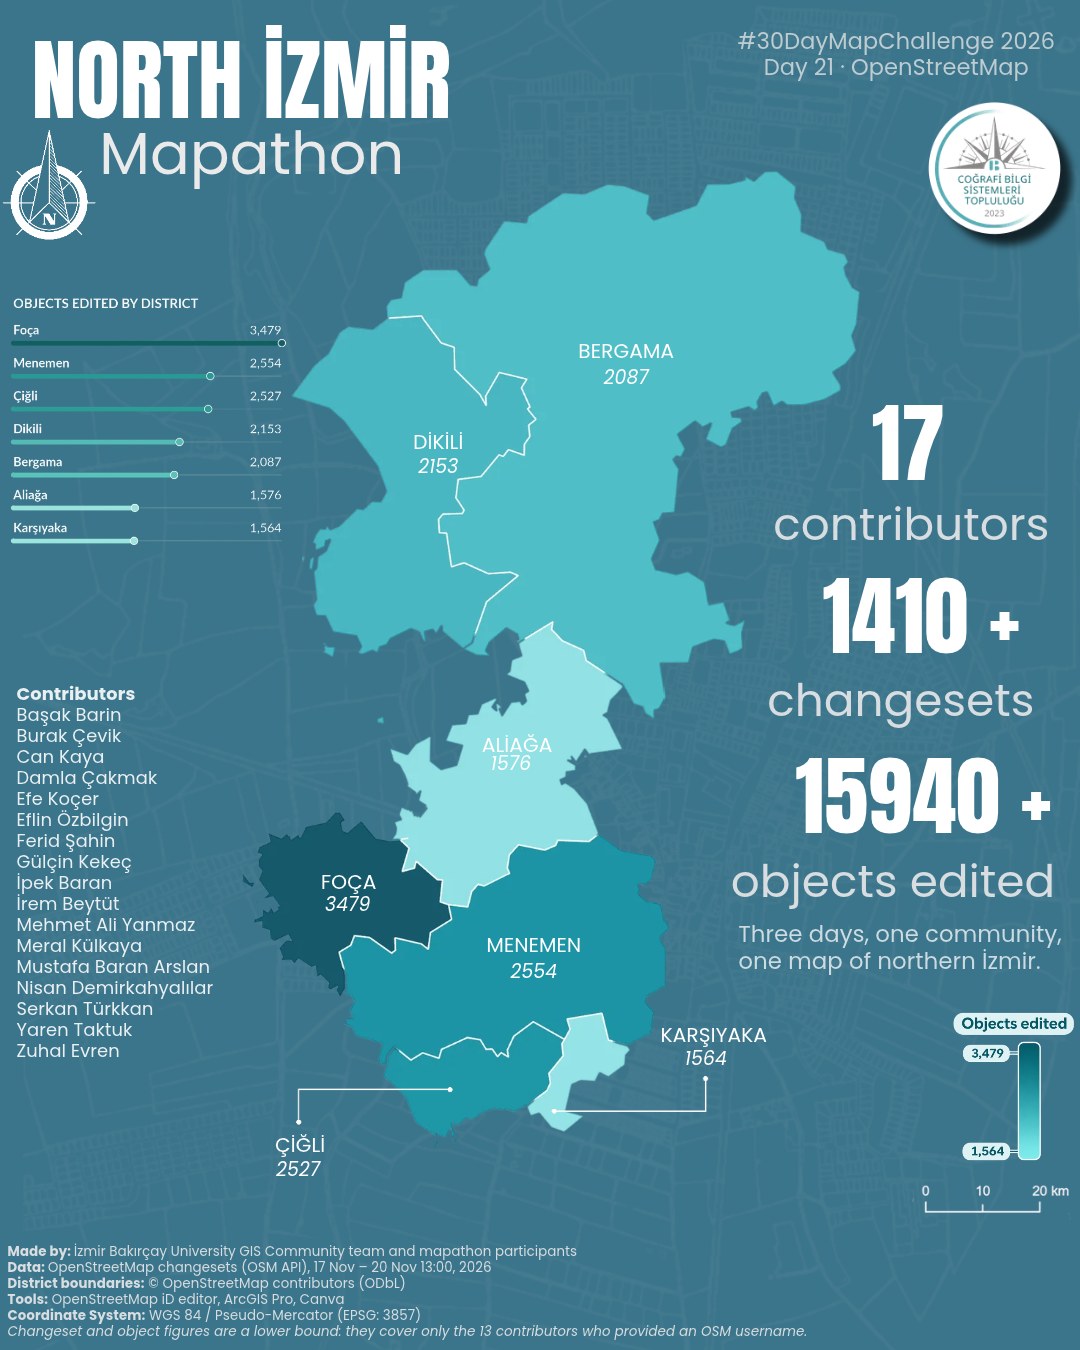 NORTH İZMİR
Mapathon
N
#30DayMapChallenge 2026
Day 21 · OpenStreetMap
COĞRAFİ BİLGİ
SİSTEMLERİ
TOPLULUĞU
2023
OBJECTS EDITED BY DISTRICT
Foça 3,479
Menemen 2,554
Çiğli 2,527
Dikili 2,153
Bergama 2,087
Aliağa 1,576
Karşıyaka 1,564
BERGAMA
2087
DİKİLİ
2153
ALİAĞA
1576
FOÇA
3479
MENEMEN
2554
KARŞIYAKA
1564
ÇİĞLİ
2527
17
contributors
1410 +
changesets
15940 +
objects edited
Three days, one community,
one map of northern İzmir.
Contributors
Başak Barin
Burak Çevik
Can Kaya
Damla Çakmak
Efe Koçer
Eflin Özbilgin
Ferid Şahin
Gülçin Kekeç
İpek Baran
İrem Beytüt
Mehmet Ali Yanmaz
Meral Külkaya
Mustafa Baran Arslan
Nisan Demirkahyalılar
Serkan Türkkan
Yaren Taktuk
Zuhal Evren
Objects edited
3,479
1,564
0 10 20 km
Made by: İzmir Bakırçay University GIS Community team and mapathon participants
Data: OpenStreetMap changesets (OSM API), 17 Nov – 20 Nov 13:00, 2026
District boundaries: © OpenStreetMap contributors (ODbL)
Tools: OpenStreetMap iD editor, ArcGIS Pro, Canva
Coordinate System: WGS 84 / Pseudo-Mercator (EPSG: 3857)
Changeset and object figures are a lower bound: they cover only the 13 contributors who provided an OSM username.